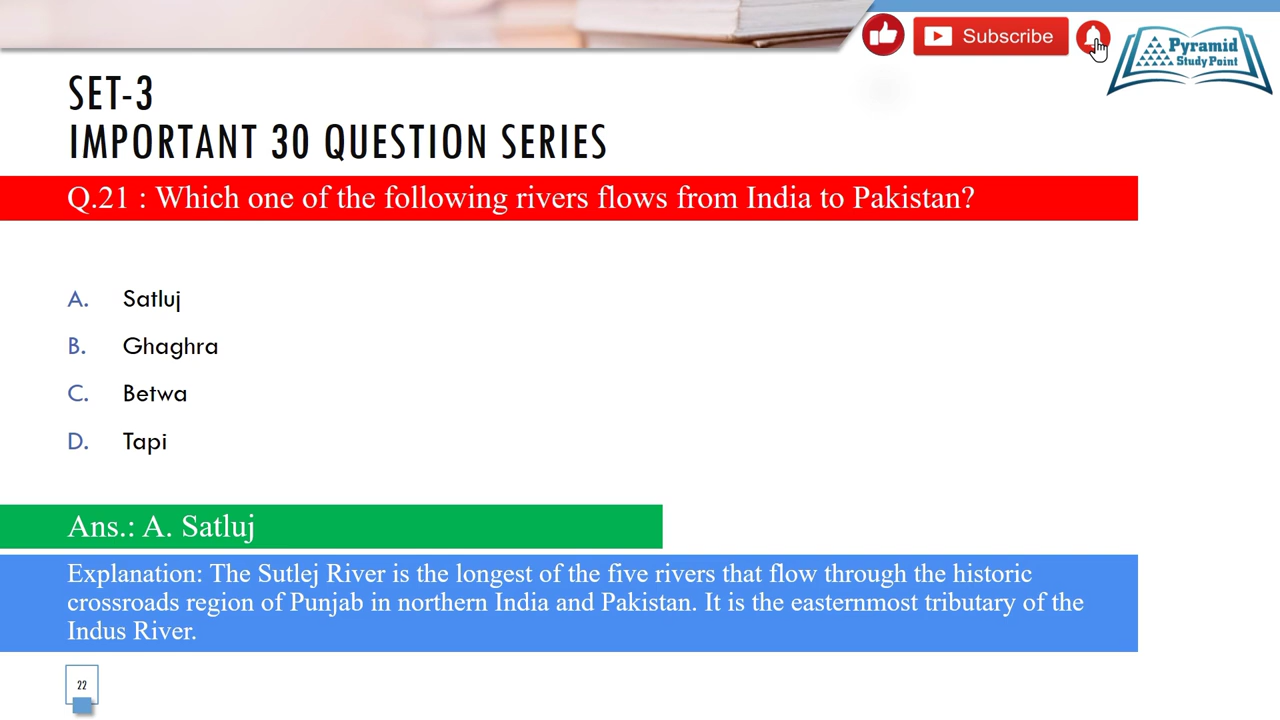 Subscribe
Pyramid
Study Point
SET-3
IMPORTANT 30 QUESTION SERIES
Q.21 : Which one of the following rivers flows from India to Pakistan?
A. Satluj
B. Ghaghra
C. Betwa
D. Tapi
Ans.: A. Satluj
Explanation: The Sutlej River is the longest of the five rivers that flow through the historic
crossroads region of Punjab in northern India and Pakistan. It is the easternmost tributary of the
Indus River.
22